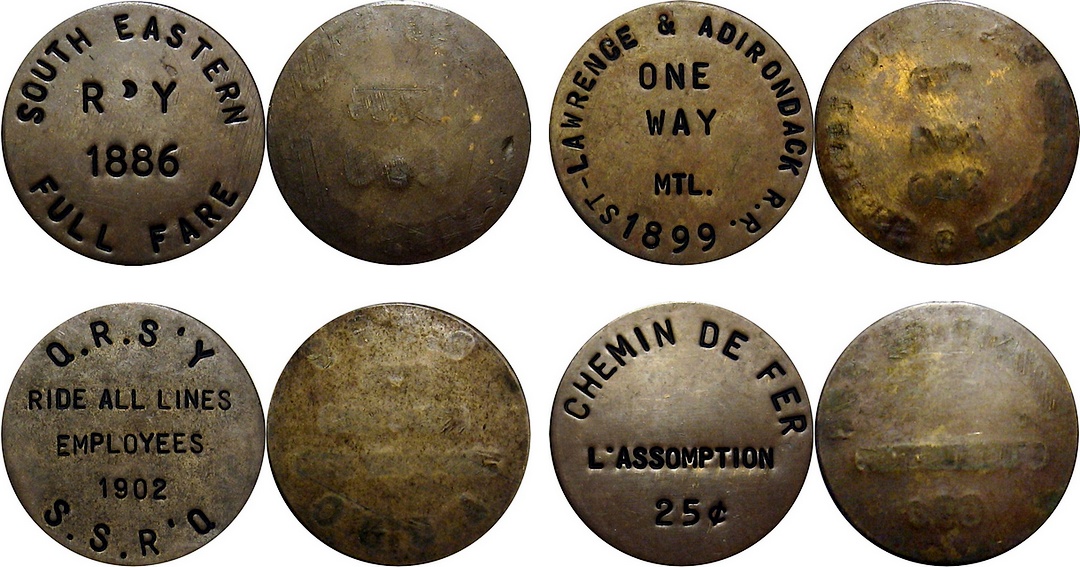 SOUTH EASTERN
R'Y
1886
FULL FARE
ST-LAWRENCE & ADIRONDACK R.R.
ONE
WAY
MTL.
1899
Q.R.S'Y
RIDE ALL LINES
EMPLOYEES
1902
S.S.R'Q
CHEMIN DE FER
L'ASSOMPTION
25¢